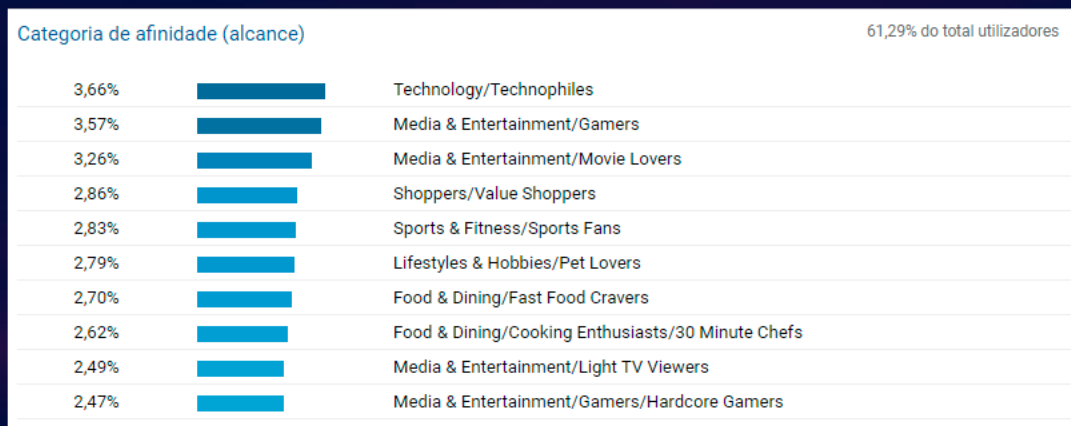 Categoria de afinidade (alcance) 61,29% do total utilizadores
3,66% Technology/Technophiles
3,57% Media & Entertainment/Gamers
3,26% Media & Entertainment/Movie Lovers
2,86% Shoppers/Value Shoppers
2,83% Sports & Fitness/Sports Fans
2,79% Lifestyles & Hobbies/Pet Lovers
2,70% Food & Dining/Fast Food Cravers
2,62% Food & Dining/Cooking Enthusiasts/30 Minute Chefs
2,49% Media & Entertainment/Light TV Viewers
2,47% Media & Entertainment/Gamers/Hardcore Gamers